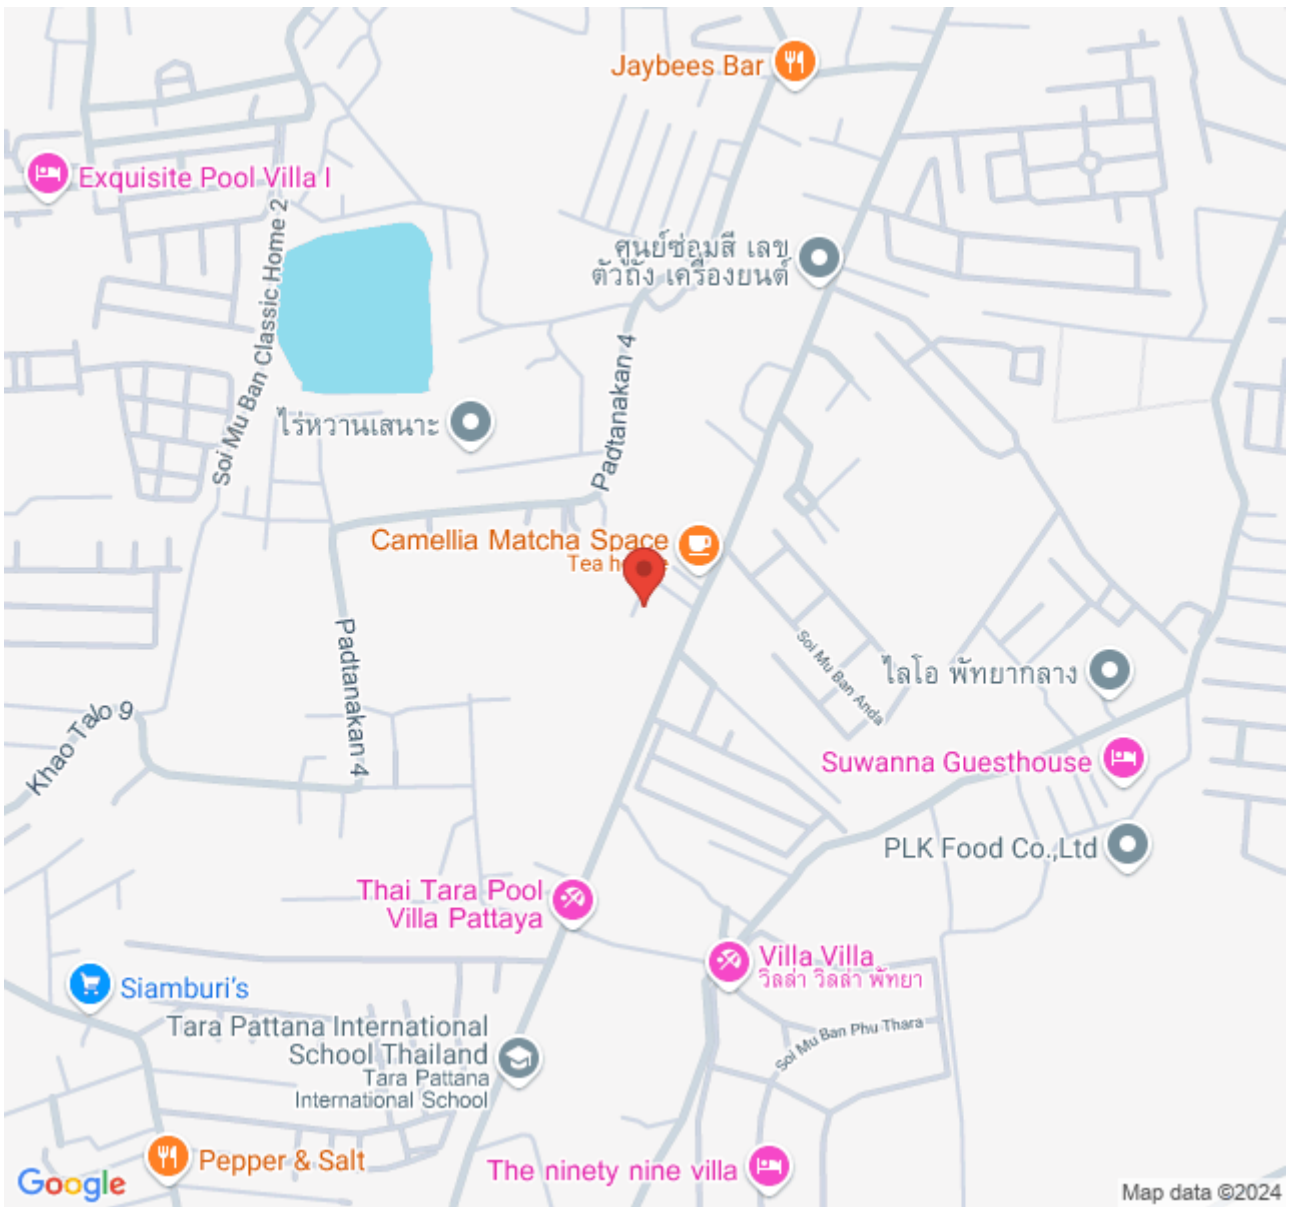 Jaybees Bar
Exquisite Pool Villa I
Soi Mu Ban Classic Home 2
ศูนย์ซ่อมสี เลข
ตัวถัง เครื่องยนต์
Padtanakan 4
ไร่หวานเสนาะ
Camellia Matcha Space
Tea
Padtanakan 4
Soi Mu Ban Anda
ไลโอ พัทยากลาง
Khao Talo 9
Suwanna Guesthouse
PLK Food Co.,Ltd
Thai Tara Pool
Villa Pattaya
Villa Villa
วิลล่า วิลล่า พัทยา
Siamburi's
Tara Pattana International
School Thailand
Tara Pattana
International School
Soi Mu Ban Phu Thara
Pepper & Salt
The ninety nine villa
Google
Map data ©2024